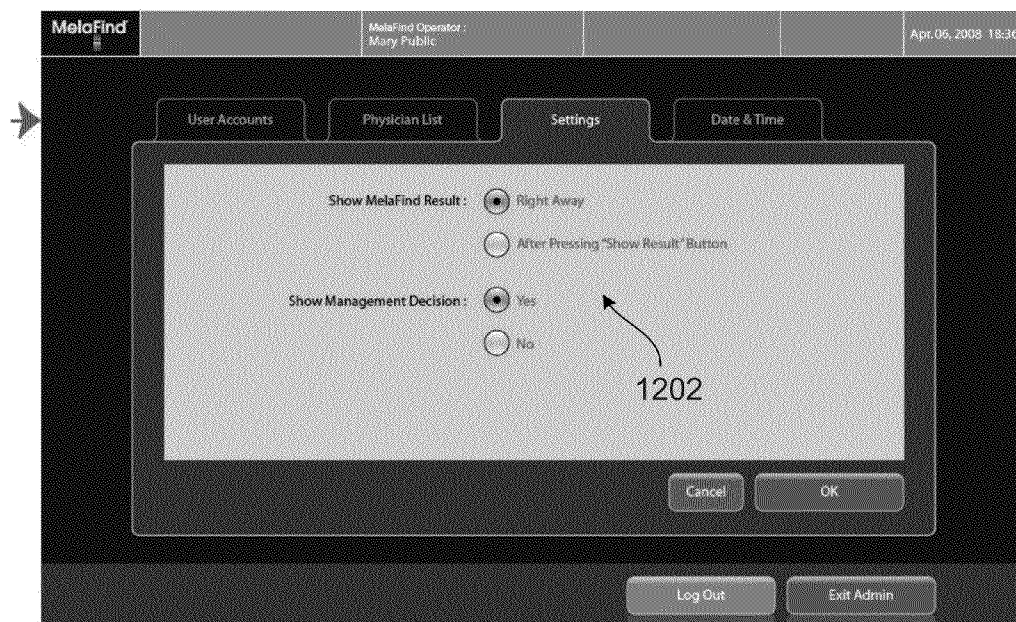 MelaFind
MelaFind Operator :
Mary Public
Apr.06, 2008 18:36
User Accounts
Physician List
Settings
Date & Time
Show MelaFind Result :
Right Away
After Pressing "Show Result" Button
Show Management Decision :
Yes
No
1202
Cancel
OK
Log Out
Exit Admin